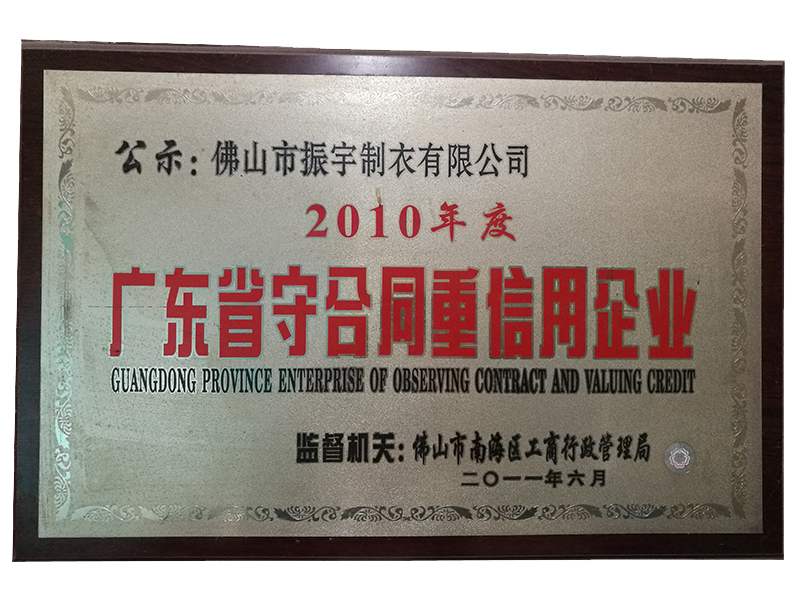 公示：佛山市振宇制衣有限公司
2010年度
广东省守合同重信用企业
GUANGDONG PROVINCE ENTERPRISE OF OBSERVING CONTRACT AND VALUING CREDIT
监督机关：佛山市南海区工商行政管理局
二〇一一年六月